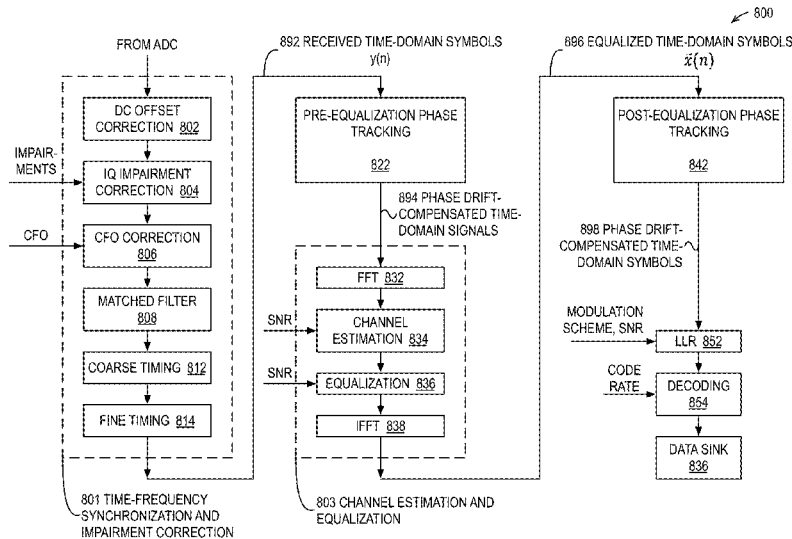 800
FROM ADC
DC OFFSET
CORRECTION 802
IMPAIR-
MENTS
IQ IMPAIRMENT
CORRECTION 804
CFO
CFO CORRECTION
806
MATCHED FILTER
808
COARSE TIMING 812
FINE TIMING 814
801 TIME-FREQUENCY
SYNCHRONIZATION AND
IMPAIRMENT CORRECTION
892 RECEIVED TIME-DOMAIN SYMBOLS
y(n)
PRE-EQUALIZATION PHASE
TRACKING
822
894 PHASE DRIFT-
COMPENSATED TIME-
DOMAIN SIGNALS
FFT 832
SNR
CHANNEL
ESTIMATION 834
SNR
EQUALIZATION 836
IFFT 838
803 CHANNEL ESTIMATION AND
EQUALIZATION
896 EQUALIZED TIME-DOMAIN SYMBOLS
x̃(n)
POST-EQUALIZATION PHASE
TRACKING
842
898 PHASE DRIFT-
COMPENSATED TIME-
DOMAIN SYMBOLS
MODULATION
SCHEME, SNR
LLR 852
CODE
RATE
DECODING
854
DATA SINK
836